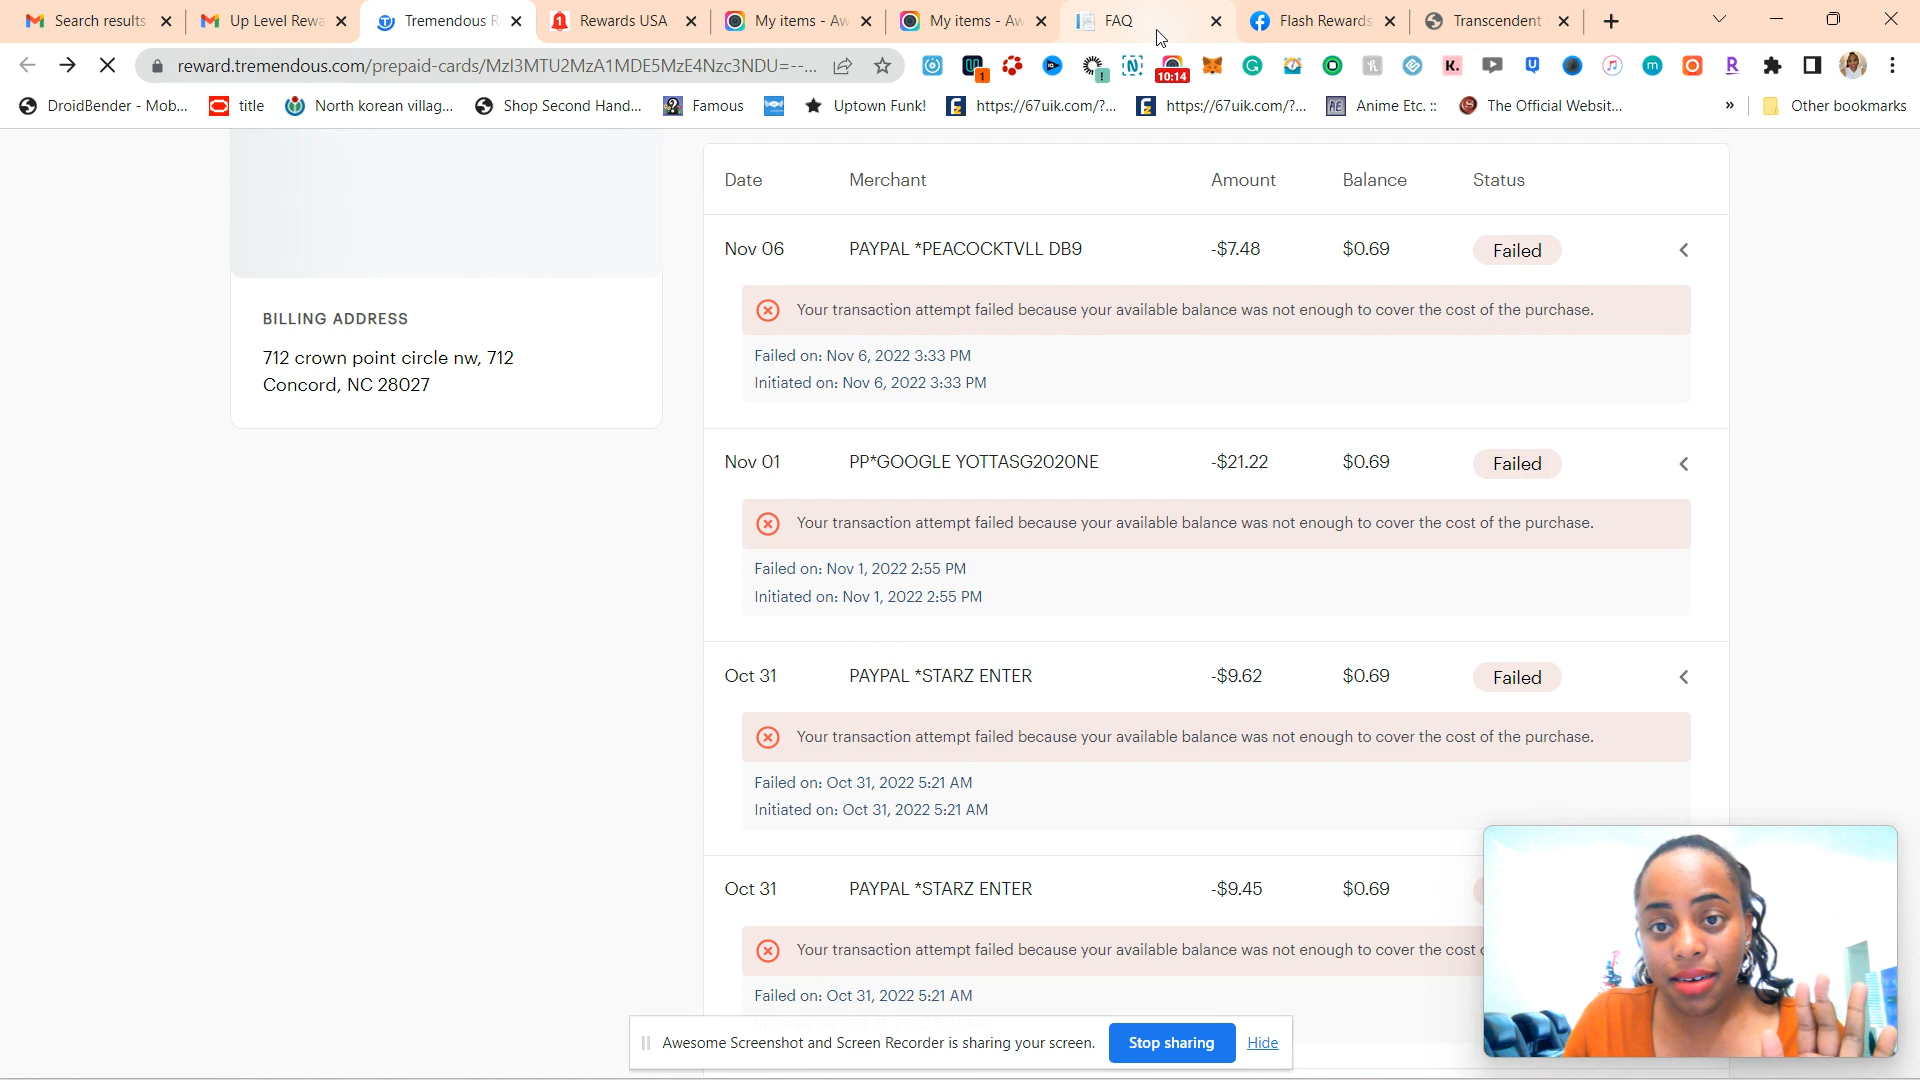 Search results
Up Level Rewa
Tremendous R
Rewards USA
My items - Aw
My items - Aw
FAQ
Flash Rewards
Transcendent
reward.tremendous.com/prepaid-cards/MzI3MTU2MzA1MDE5MzE4Nzc3NDU=--...
1
10:14
DroidBender - Mob...
title
North korean villag...
Shop Second Hand...
Famous
Uptown Funk!
https://67uik.com/?...
https://67uik.com/?...
Anime Etc. ::
The Official Websit...
»
Other bookmarks
Date Merchant Amount Balance Status
Nov 06 PAYPAL *PEACOCKTVLL DB9 -$7.48 $0.69 Failed
Your transaction attempt failed because your available balance was not enough to cover the cost of the purchase.
Failed on: Nov 6, 2022 3:33 PM
Initiated on: Nov 6, 2022 3:33 PM
BILLING ADDRESS
712 crown point circle nw, 712
Concord, NC 28027
Nov 01 PP*GOOGLE YOTTASG2020NE -$21.22 $0.69 Failed
Your transaction attempt failed because your available balance was not enough to cover the cost of the purchase.
Failed on: Nov 1, 2022 2:55 PM
Initiated on: Nov 1, 2022 2:55 PM
Oct 31 PAYPAL *STARZ ENTER -$9.62 $0.69 Failed
Your transaction attempt failed because your available balance was not enough to cover the cost of the purchase.
Failed on: Oct 31, 2022 5:21 AM
Initiated on: Oct 31, 2022 5:21 AM
Oct 31 PAYPAL *STARZ ENTER -$9.45 $0.69
Your transaction attempt failed because your available balance was not enough to cover the cost
Failed on: Oct 31, 2022 5:21 AM
Awesome Screenshot and Screen Recorder is sharing your screen. Stop sharing Hide